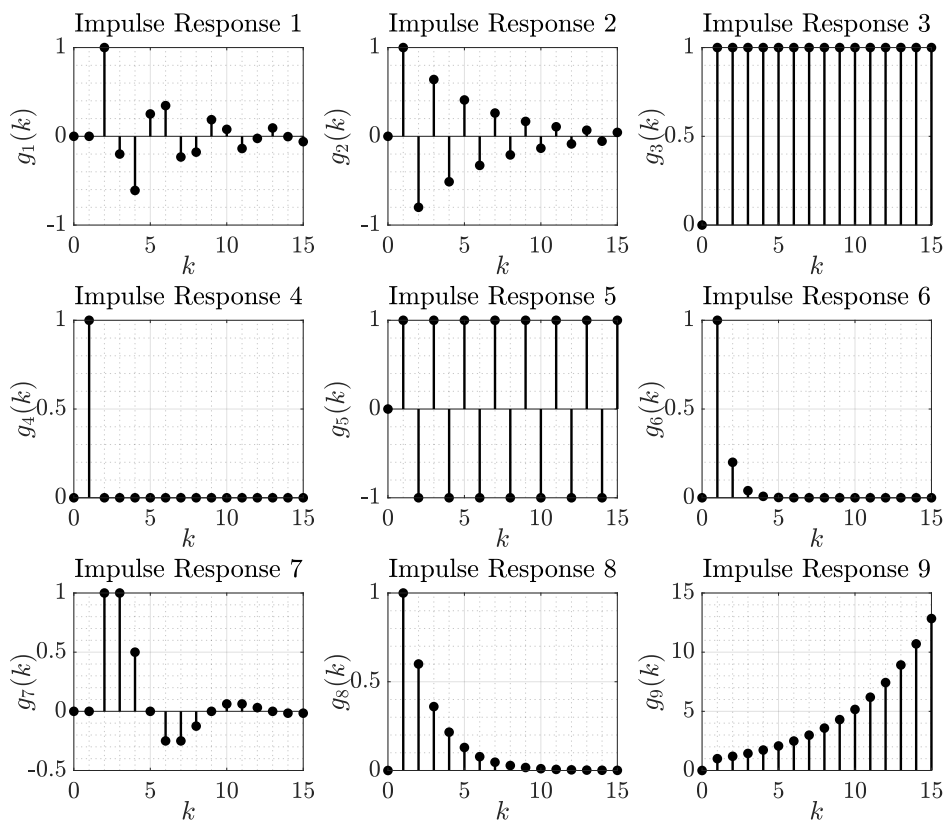 Impulse Response 1
1
0
-1
g₁(k)
0 5 10 15
k
Impulse Response 2
1
0
-1
g₂(k)
0 5 10 15
k
Impulse Response 3
1
0.5
0
g₃(k)
0 5 10 15
k
Impulse Response 4
1
0.5
0
g₄(k)
0 5 10 15
k
Impulse Response 5
1
0
-1
g₅(k)
0 5 10 15
k
Impulse Response 6
1
0.5
0
g₆(k)
0 5 10 15
k
Impulse Response 7
1
0.5
0
-0.5
g₇(k)
0 5 10 15
k
Impulse Response 8
1
0.5
0
g₈(k)
0 5 10 15
k
Impulse Response 9
15
10
5
0
g₉(k)
0 5 10 15
k